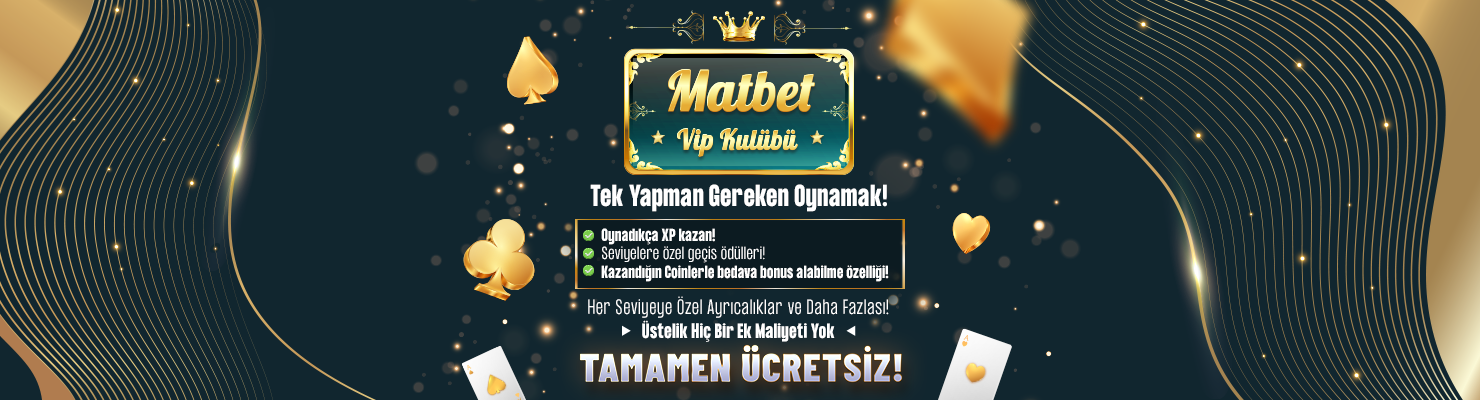 Matbet
Vip Kulübü
Tek Yapman Gereken Oynamak!
Oynadıkça XP kazan!
Seviyelere özel geçiş ödülleri!
Kazandığın Coinlerle bedava bonus alabilme özelliği!
Her Seviyeye Özel Ayrıcalıklar ve Daha Fazlası!
Üstelik Hiç Bir Ek Maliyeti Yok
TAMAMEN ÜCRETSİZ!